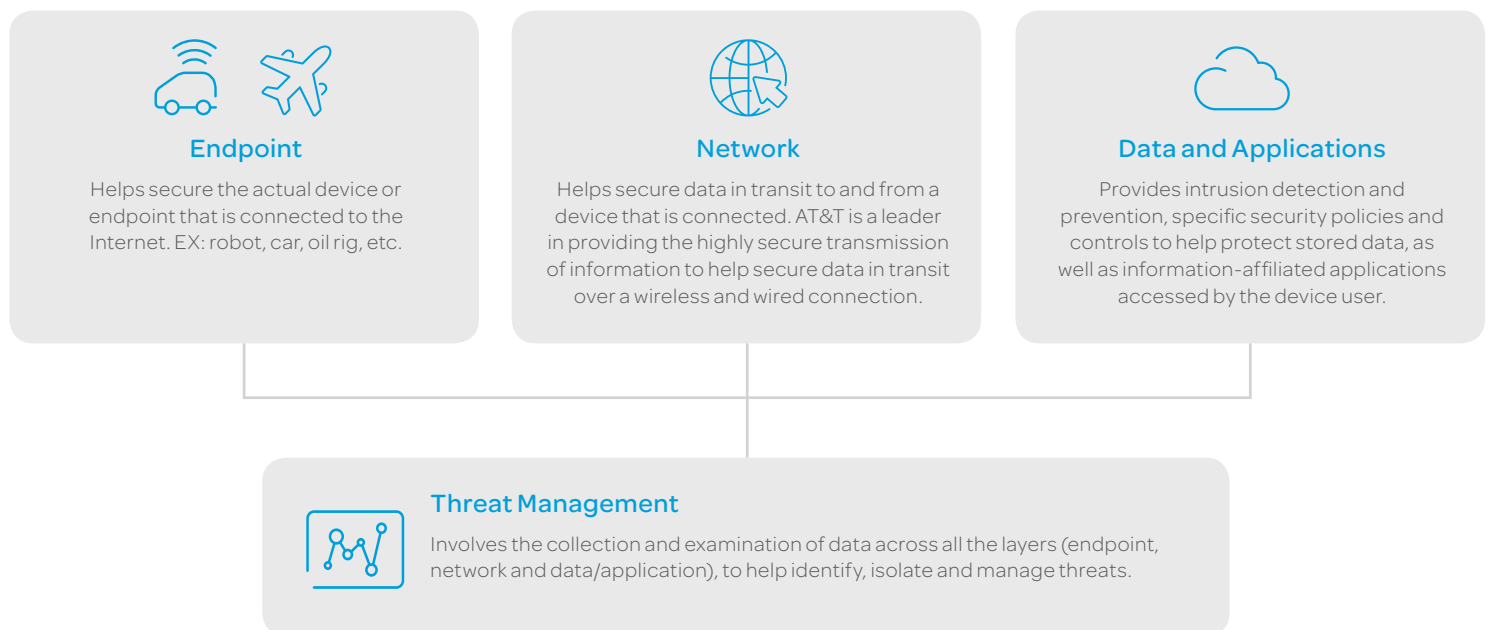 Endpoint
Helps secure the actual device or
endpoint that is connected to the
Internet. EX: robot, car, oil rig, etc.
Network
Helps secure data in transit to and from a
device that is connected. AT&T is a leader
in providing the highly secure transmission
of information to help secure data in transit
over a wireless and wired connection.
Data and Applications
Provides intrusion detection and
prevention, specific security policies and
controls to help protect stored data, as
well as information-affiliated applications
accessed by the device user.
Threat Management
Involves the collection and examination of data across all the layers (endpoint,
network and data/application), to help identify, isolate and manage threats.